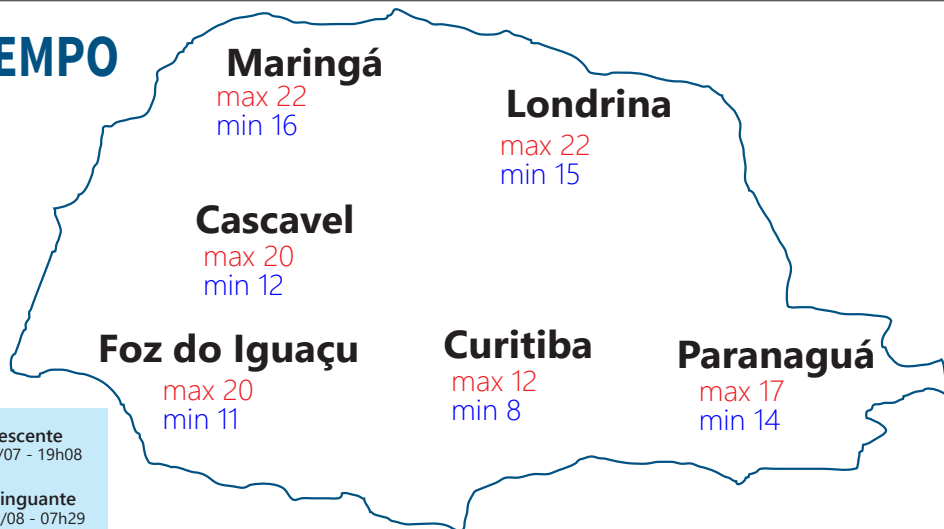 EMPO
Maringá
max 22
min 16
Londrina
max 22
min 15
Cascavel
max 20
min 12
Foz do Iguaçu
max 20
min 11
Curitiba
max 12
min 8
Paranaguá
max 17
min 14
escente
/07 - 19h08
inguante
/08 - 07h29